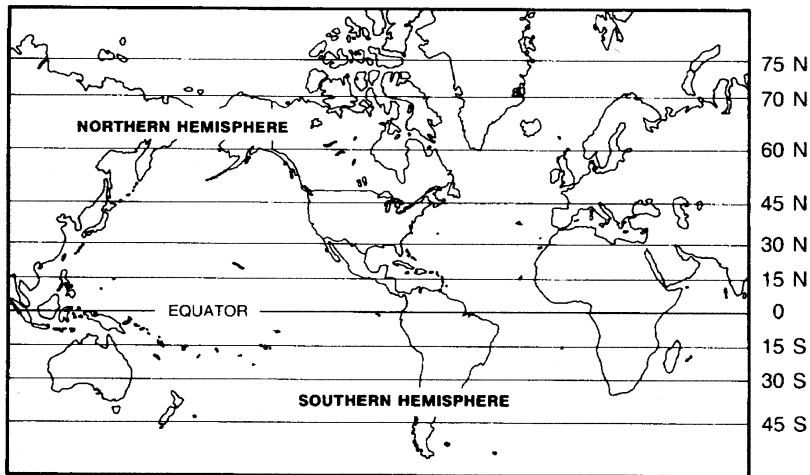 75 N
70 N
NORTHERN HEMISPHERE
60 N
45 N
30 N
15 N
EQUATOR
0
15 S
30 S
SOUTHERN HEMISPHERE
45 S